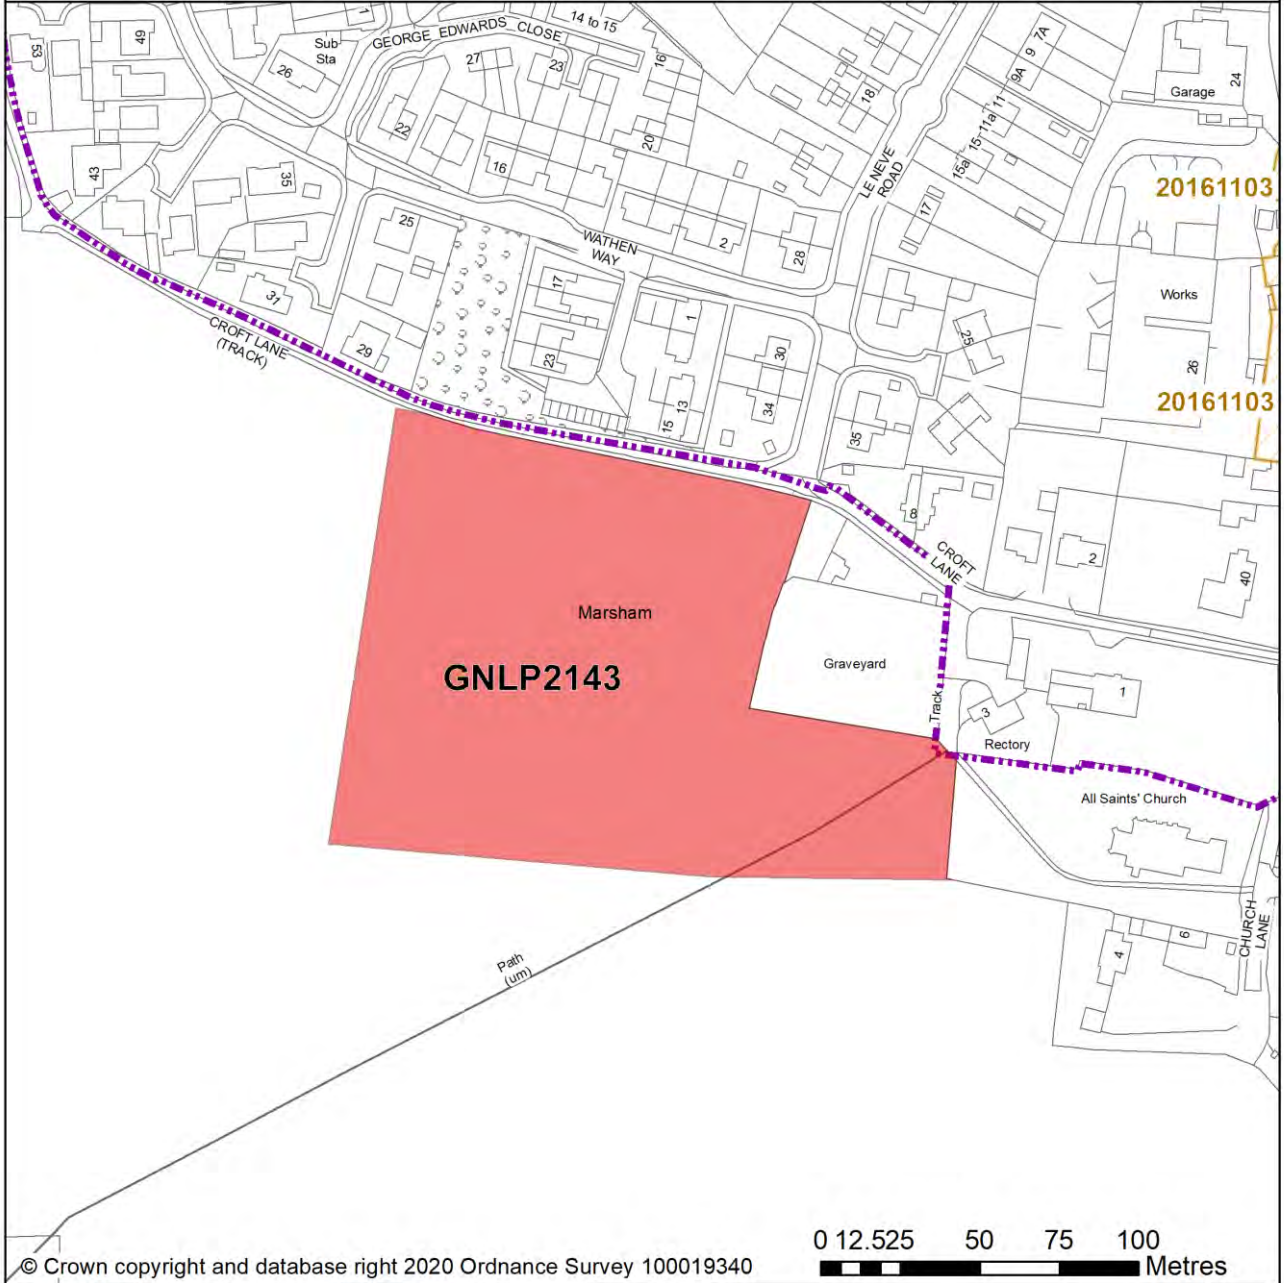 14 to 15
GEORGE EDWARDS CLOSE
53
49
Sub-
Sta
26
27
23
16
9 7A
9A
24
Garage
18
22
20
16
11
11a
15
15a
LE NEVE
ROAD
43
35
20161103
17
25
WATHEN
WAY
2
28
31
17
1
Works
CROFT LANE
(TRACK)
29
23
30
25
26
34
13
15
35
20161103
8
CROFT
LANE
2
40
Marsham
GNLP2143
Graveyard
Track
3
1
Rectory
All Saints' Church
CHURCH
LANE
6
4
Path
(um)
0 12.525 50 75 100
Metres
© Crown copyright and database right 2020 Ordnance Survey 100019340